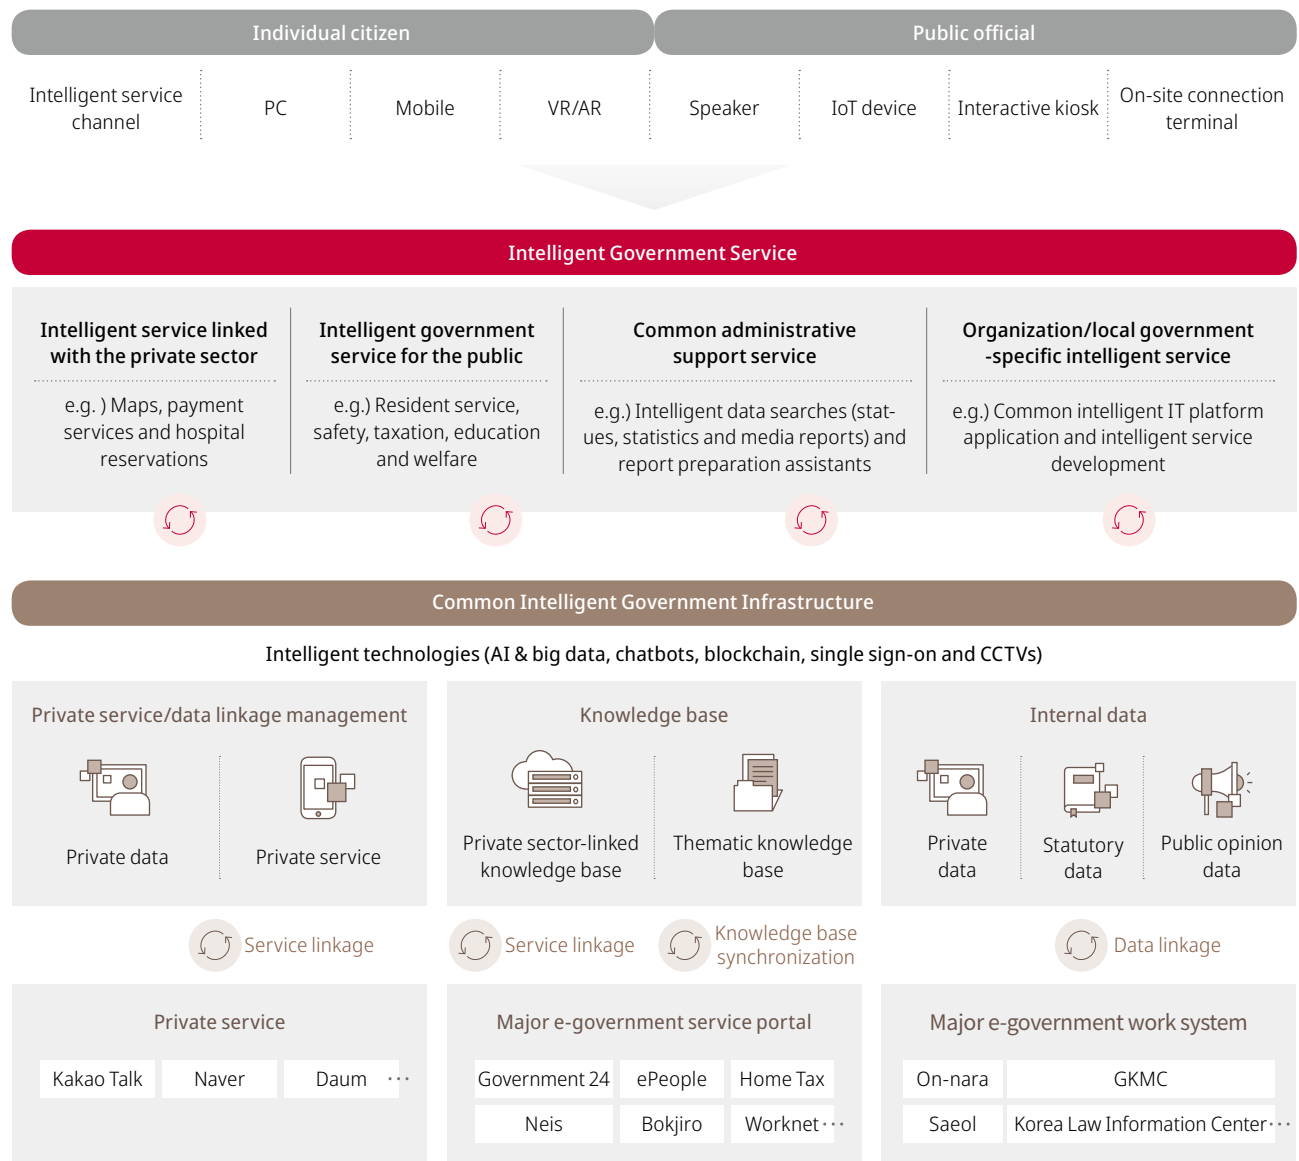 Individual citizen
Public official
Intelligent service
channel
PC
Mobile
VR/AR
Speaker
IoT device
Interactive kiosk
On-site connection
terminal
Intelligent Government Service
Intelligent service linked
with the private sector
e.g. ) Maps, payment
services and hospital
reservations
Intelligent government
service for the public
e.g.) Resident service,
safety, taxation, education
and welfare
Common administrative
support service
e.g.) Intelligent data searches (stat-
ues, statistics and media reports) and
report preparation assistants
Organization/local government
-specific intelligent service
e.g.) Common intelligent IT platform
application and intelligent service
development
Common Intelligent Government Infrastructure
Intelligent technologies (AI & big data, chatbots, blockchain, single sign-on and CCTVs)
Private service/data linkage management
Private data
Private service
Knowledge base
Private sector-linked
knowledge base
Thematic knowledge
base
Internal data
Private
data
Statutory
data
Public opinion
data
Service linkage
Service linkage
Knowledge base
synchronization
Data linkage
Private service
Kakao Talk
Naver
Daum ···
Major e-government service portal
Government 24
ePeople
Home Tax
Neis
Bokjiro
Worknet ···
Major e-government work system
On-nara
GKMC
Saeol
Korea Law Information Center ···